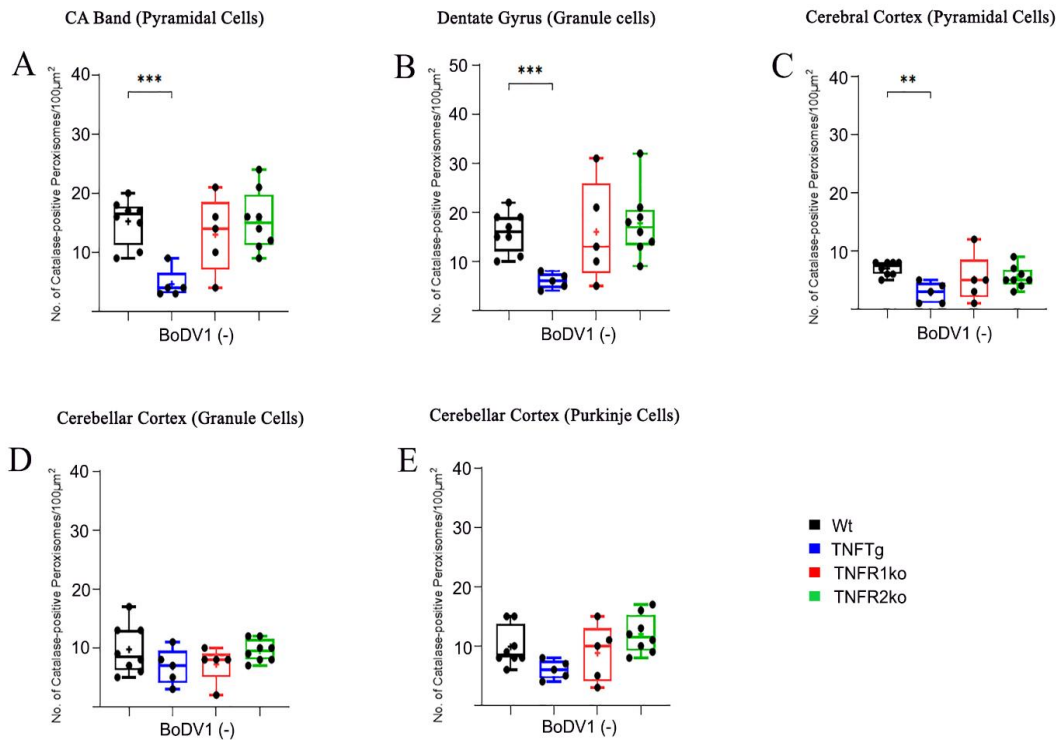 CA Band (Pyramidal Cells)
Dentate Gyrus (Granule cells)
Cerebral Cortex (Pyramidal Cells)
A
No. of Catalase-positive Peroxisomes/100µm²
40
30
20
10
***
BoDV1 (-)
B
No. of Catalase-positive Peroxisomes/100µm²
50
40
30
20
10
***
BoDV1 (-)
C
No. of Catalase-positive Peroxisomes/100µm²
40
30
20
10
**
BoDV1 (-)
Cerebellar Cortex (Granule Cells)
Cerebellar Cortex (Purkinje Cells)
D
No. of Catalase-positive Peroxisomes/100µm²
40
30
20
10
BoDV1 (-)
E
No. of Catalase-positive Peroxisomes/100µm²
40
30
20
10
BoDV1 (-)
Wt
TNFTg
TNFR1ko
TNFR2ko